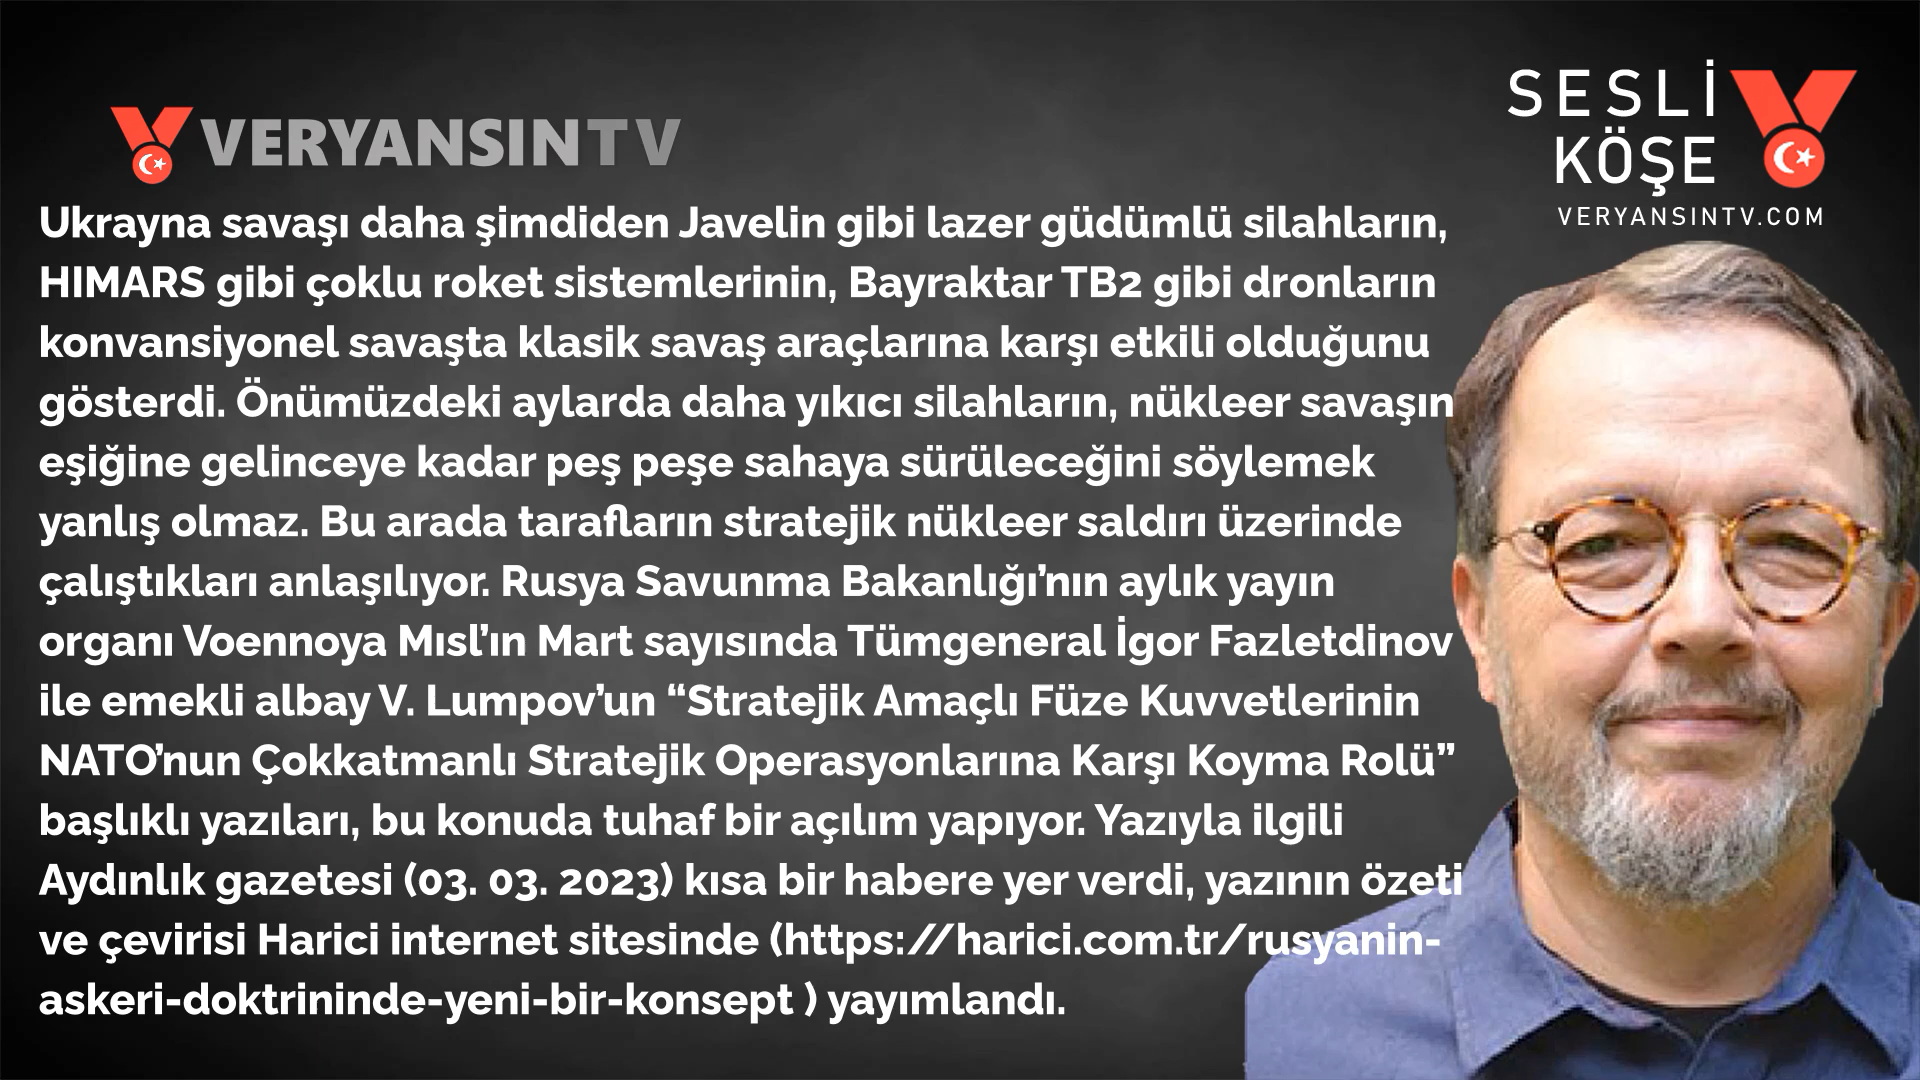 VERYANSINTV
SESLİ
KÖŞE
VERYANSINTV.COM
Ukrayna savaşı daha şimdiden Javelin gibi lazer güdümlü silahların,
HIMARS gibi çoklu roket sistemlerinin, Bayraktar TB2 gibi dronların
konvansiyonel savaşta klasik savaş araçlarına karşı etkili olduğunu
gösterdi. Önümüzdeki aylarda daha yıkıcı silahların, nükleer savaşın
eşiğine gelinceye kadar peş peşe sahaya sürüleceğini söylemek
yanlış olmaz. Bu arada tarafların stratejik nükleer saldırı üzerinde
çalıştıkları anlaşılıyor. Rusya Savunma Bakanlığı’nın aylık yayın
organı Voennoya Mısl’ın Mart sayısında Tümgeneral İgor Fazletdinov
ile emekli albay V. Lumpov’un “Stratejik Amaçlı Füze Kuvvetlerinin
NATO’nun Çokkatmanlı Stratejik Operasyonlarına Karşı Koyma Rolü”
başlıklı yazıları, bu konuda tuhaf bir açılım yapıyor. Yazıyla ilgili
Aydınlık gazetesi (03. 03. 2023) kısa bir habere yer verdi, yazının özeti
ve çevirisi Harici internet sitesinde (https://harici.com.tr/rusyanin-
askeri-doktrininde-yeni-bir-konsept ) yayımlandı.